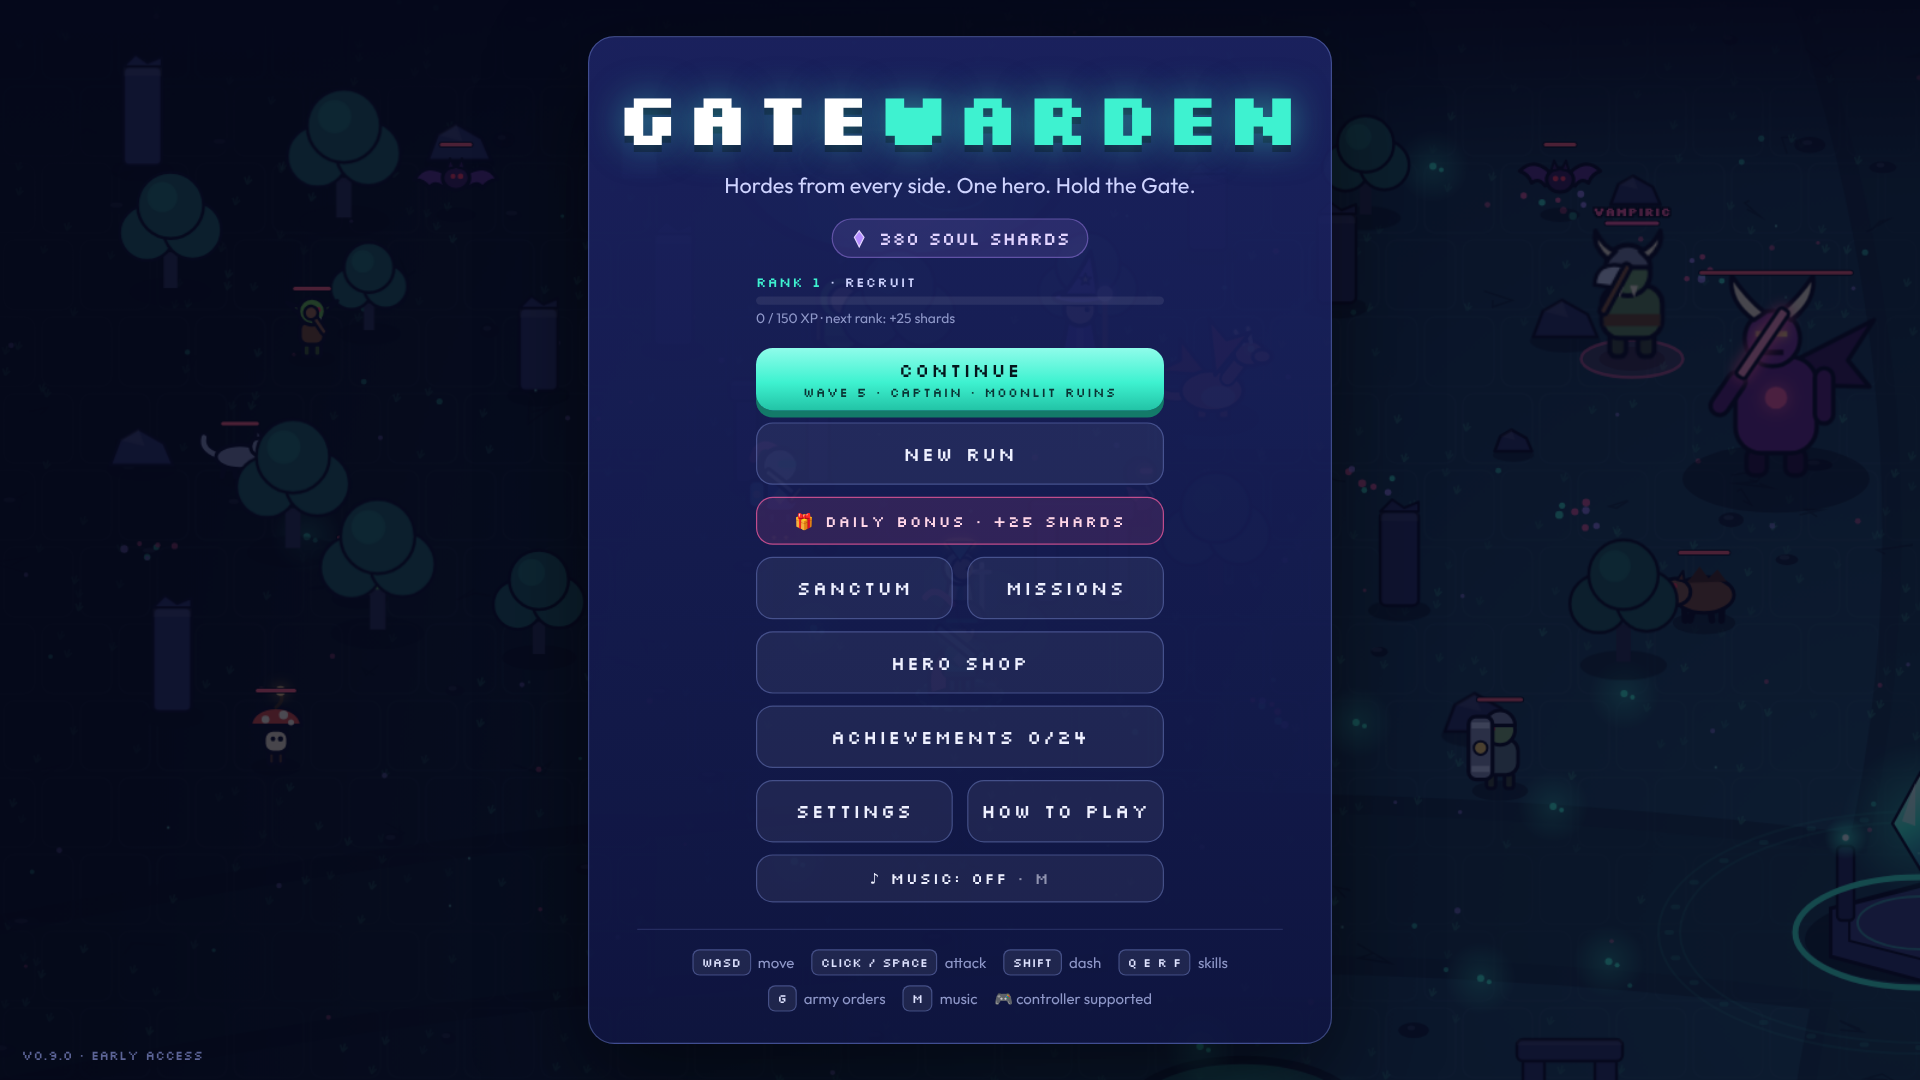 GATEWARDEN
Hordes from every side. One hero. Hold the Gate.
380 SOUL SHARDS
RANK 1 · RECRUIT
0 / 150 XP · next rank: +25 shards
CONTINUE
WAVE 5 · CAPTAIN · MOONLIT RUINS
NEW RUN
🎁 DAILY BONUS · +25 SHARDS
SANCTUM
MISSIONS
HERO SHOP
ACHIEVEMENTS 0/24
SETTINGS
HOW TO PLAY
♪ MUSIC: OFF · M
WASD move CLICK / SPACE attack SHIFT dash Q E R F skills
G army orders M music 🎮 controller supported
VAMPIRIC
V0.9.0 · EARLY ACCESS